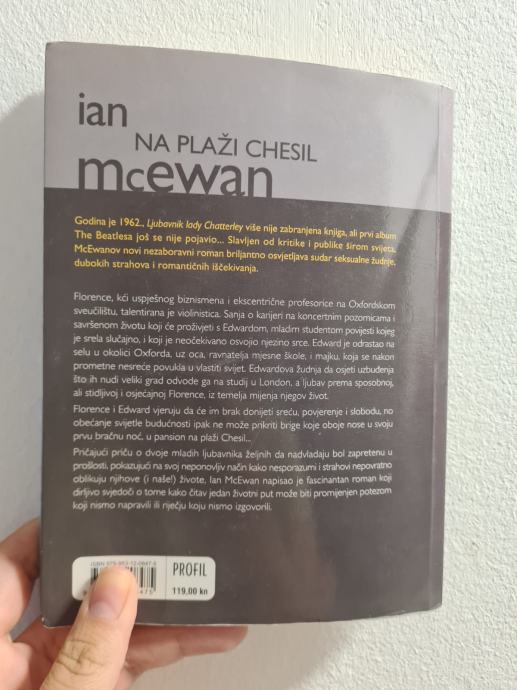 ian
NA PLAŽI CHESIL
mcewan
Godina je 1962., Ljubavnik lady Chatterley više nije zabranjena knjiga, ali prvi album
The Beatlesa još se nije pojavio... Slavljen od kritike i publike širom svijeta,
McEwanov novi nezaboravni roman briljantno osvjetljava sudar seksualne žudnje,
dubokih strahova i romantičnih iščekivanja.
Florence, kći uspješnog biznismena i ekscentrične profesorice na Oxfordskom
sveučilištu, talentirana je violinistica. Sanja o karijeri na koncertnim pozornicama i
savršenom životu koji će proživjeti s Edwardom, mladim studentom povijesti kojeg
je srela slučajno, i koji je neočekivano osvojio njezino srce. Edward je odrastao na
selu u okolici Oxforda, uz oca, ravnatelja mjesne škole, i majku, koja se nakon
prometne nesreće povukla u vlastiti svijet. Edwardova žudnja da osjeti uzbuđenja
što ih nudi veliki grad odvode ga na studij u London, a ljubav prema sposobnoj,
ali stidljivoj i osjećajnoj Florence, iz temelja mijenja njegov život.
Florence i Edward vjeruju da će im brak donijeti sreću, povjerenje i slobodu, no
obećanje svijetle budućnosti ipak ne može prikriti brige koje oboje nose u svoju
prvu bračnu noć, u pansion na plaži Chesil...
Pričajući priču o dvoje mladih ljubavnika željnih da nadvladaju bol zapretenu u
prošlosti, pokazujući na svoj neponovljiv način kako nesporazumi i strahovi nepovratno
oblikuju njihove (i naše!) živote, Ian McEwan napisao je fascinantan roman koji
dirljivo svjedoči o tome kako čitav jedan životni put može biti promijenjen potezom
koji nismo napravili ili riječju koju nismo izgovorili.
PROFIL
119,00 kn